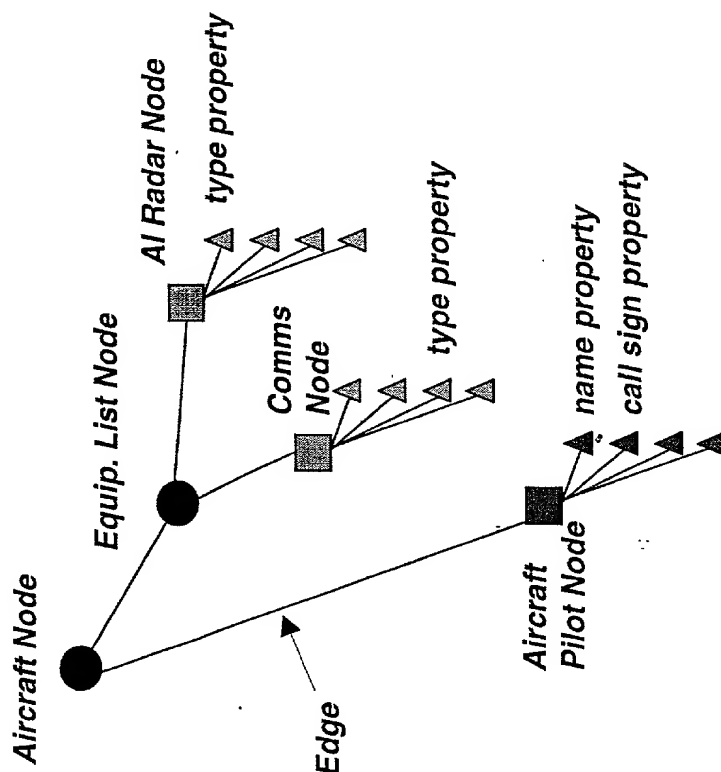 Aircraft Node
Equip. List Node
AI Radar Node
type property
Comms
Node
type property
Edge
Aircraft
Pilot Node
name property
call sign property